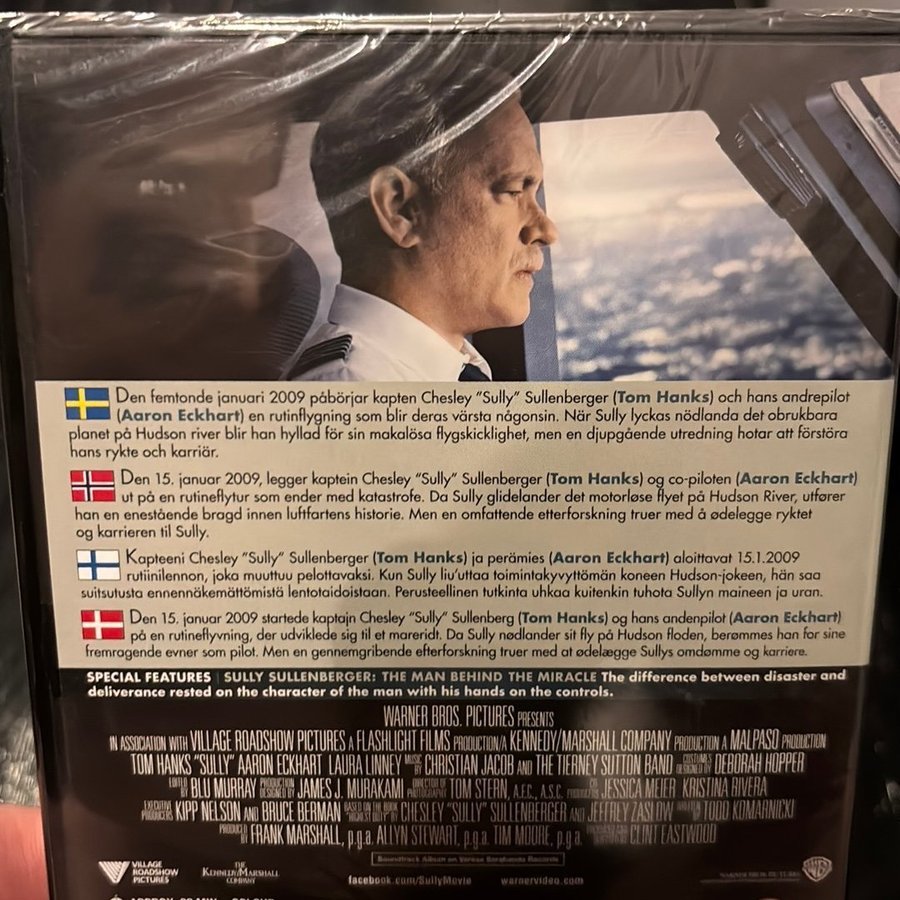 Den femtonde januari 2009 påbörjar kapten Chesley "Sully" Sullenberger (Tom Hanks) och hans andrepilot
(Aaron Eckhart) en rutinflygning som blir deras värsta någonsin. När Sully lyckas nödlanda det obrukbara
planet på Hudson river blir han hyllad för sin makalösa flygskicklighet, men en djupgående utredning hotar att förstöra
hans rykte och karriär.
Den 15. januar 2009, legger kaptein Chesley "Sully" Sullenberger (Tom Hanks) og co-piloten (Aaron Eckhart)
ut på en rutineflytur som ender med katastrofe. Da Sully glidelander det motorløse flyet på Hudson River, utfører
han en enestående bragd innen luftfartens historie. Men en omfattende etterforskning truer med å ødelegge ryktet
og karrieren til Sully.
Kapteeni Chesley "Sully" Sullenberger (Tom Hanks) ja perämies (Aaron Eckhart) aloittavat 15.1.2009
rutiinilennon, joka muuttuu pelottavaksi. Kun Sully liu'uttaa toimintakyvyttömän koneen Hudson-jokeen, hän saa
suitsutusta ennennäkemättömistä lentotaidoistaan. Perusteellinen tutkinta uhkaa kuitenkin tuhota Sullyn maineen ja uran.
Den 15. januar 2009 startede kaptajn Chesley "Sully" Sullenberg (Tom Hanks) og hans andenpilot (Aaron Eckhart)
på en rutineflyvning, der udviklede sig til et mareridt. Da Sully nødlander sit fly på Hudson floden, berømmes han for sine
fremragende evner som pilot. Men en gennemgribende efterforskning truer med at ødelægge Sullys omdømme og karriere.
SPECIAL FEATURES | SULLY SULLENBERGER: THE MAN BEHIND THE MIRACLE The difference between disaster and
deliverance rested on the character of the man with his hands on the controls.
WARNER BROS. PICTURES PRESENTS
IN ASSOCIATION WITH VILLAGE ROADSHOW PICTURES A FLASHLIGHT FILMS PRODUCTION/A KENNEDY/MARSHALL COMPANY PRODUCTION A MALPASO PRODUCTION
TOM HANKS "SULLY" AARON ECKHART LAURA LINNEY MUSIC BY CHRISTIAN JACOB AND THE TIERNEY SUTTON BAND COSTUMES DESIGNED BY DEBORAH HOPPER
EDITED BY BLU MURRAY PRODUCTION DESIGNED BY JAMES J. MURAKAMI DIRECTOR OF PHOTOGRAPHY TOM STERN, A.F.C., A.S.C. JESSICA MEIER KRISTINA RIVERA
EXECUTIVE PRODUCERS KIPP NELSON AND BRUCE BERMAN BASED ON THE BOOK "HIGHEST DUTY" BY CHESLEY "SULLY" SULLENBERGER AND JEFFREY ZASLOW WRITTEN BY TODD KOMARNICKI
PRODUCED BY FRANK MARSHALL, p.g.a. ALLYN STEWART, p.g.a. TIM MOORE, p.g.a. CLINT EASTWOOD
Soundtrack Album on Varese Sarabande Records
VILLAGE ROADSHOW PICTURES
THE KENNEDY/MARSHALL COMPANY
facebook.com/SullyMovie warnervideo.com